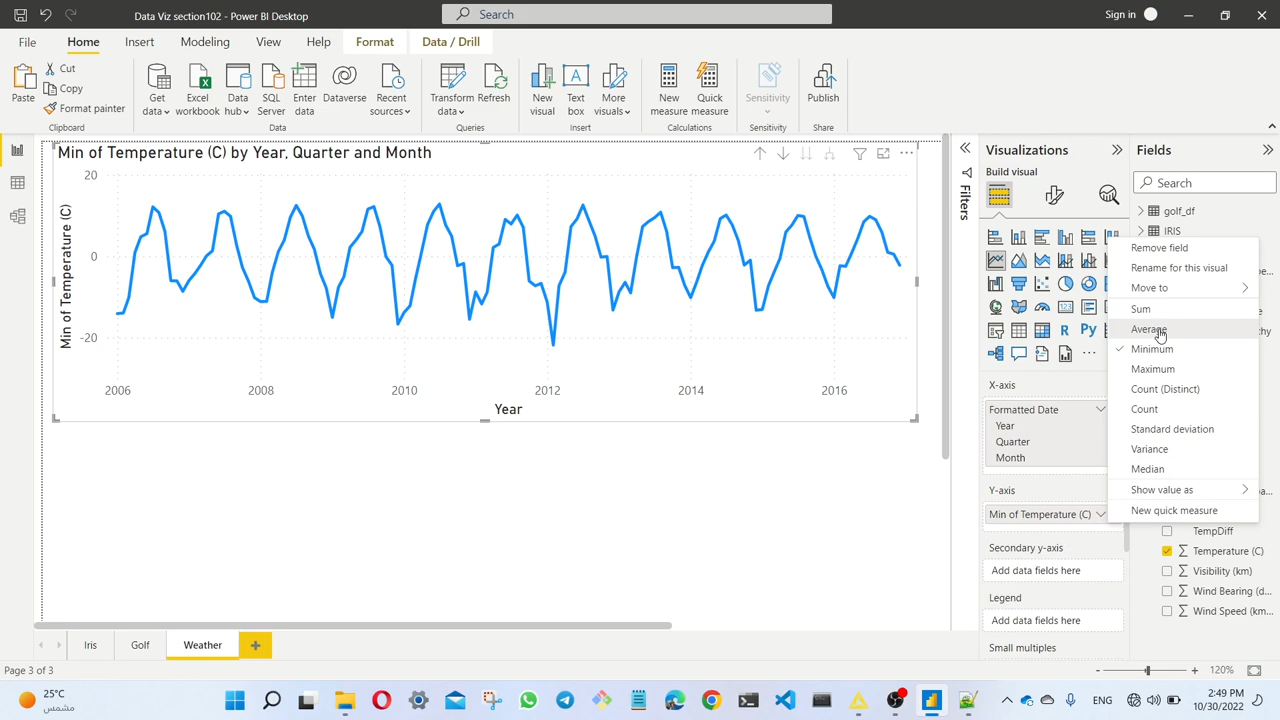 Data Viz section102 - Power BI Desktop
Search
Sign in
File
Home
Insert
Modeling
View
Help
Format
Data / Drill
Paste
Cut
Copy
Format painter
Clipboard
Get data
Excel workbook
Data hub
SQL Server
Enter data
Dataverse
Recent sources
Data
Transform data
Refresh
Queries
New visual
Text box
More visuals
Insert
New measure
Quick measure
Calculations
Sensitivity
Sensitivity
Publish
Share
Min of Temperature (C) by Year, Quarter and Month
20
0
-20
Min of Temperature (C)
2006
2008
2010
2012
2014
2016
Year
Filters
Visualizations
Build visual
R
Py
X-axis
Formatted Date
Year
Quarter
Month
Y-axis
Min of Temperature (C)
Secondary y-axis
Add data fields here
Legend
Add data fields here
Small multiples
Remove field
Rename for this visual
Move to
Sum
Average
Minimum
Maximum
Count (Distinct)
Count
Standard deviation
Variance
Median
Show value as
New quick measure
Fields
Search
golf_df
IRIS
TempDiff
Temperature (C)
Visibility (km)
Wind Bearing (d...
Wind Speed (km...
Iris
Golf
Weather
Page 3 of 3
120%
25°C
مشمس
ENG
2:49 PM
10/30/2022